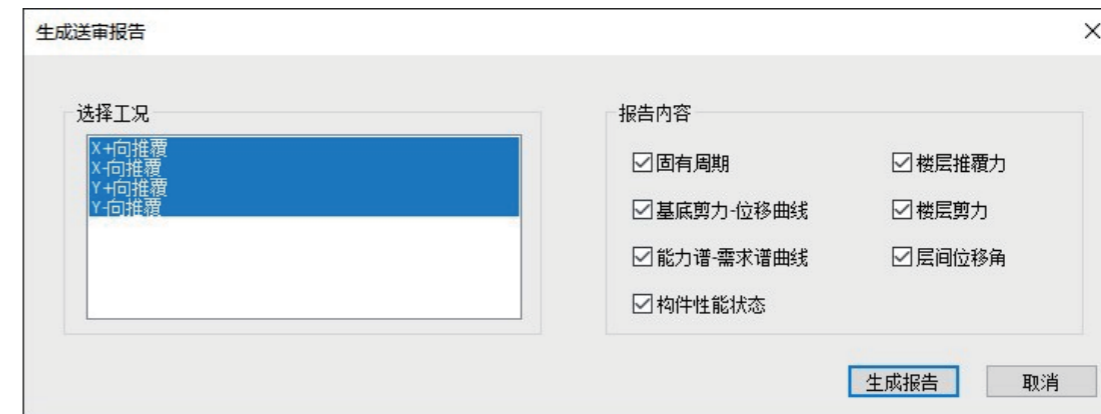 生成送审报告
选择工况
X+向推覆
X-向推覆
Y+向推覆
Y-向推覆
报告内容
固有周期
楼层推覆力
基底剪力-位移曲线
楼层剪力
能力谱-需求谱曲线
层间位移角
构件性能状态
生成报告
取消